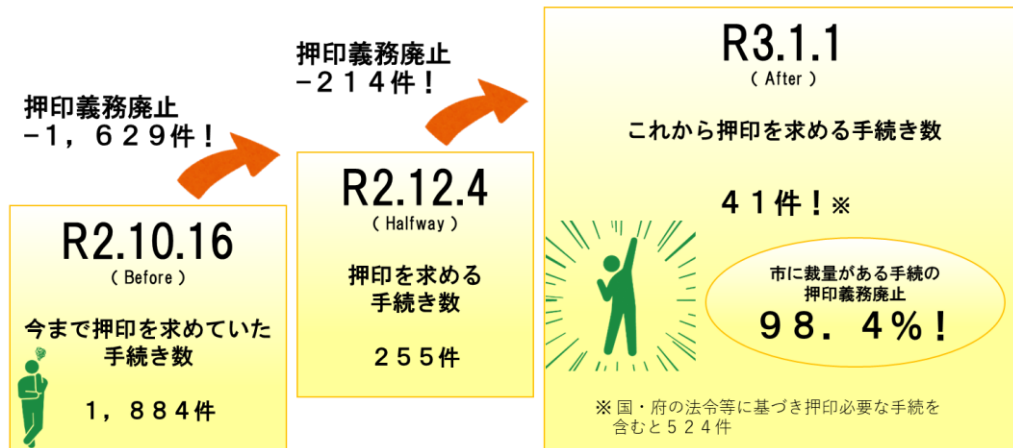 押印義務廃止
−1,629件!
R2.10.16
(Before)
今まで押印を求めていた
手続き数
1,884件
押印義務廃止
−214件!
R2.12.4
(Halfway)
押印を求める
手続き数
255件
R3.1.1
(After)
これから押印を求める手続き数
41件!※
市に裁量がある手続の
押印義務廃止
98.4%!
※国・府の法令等に基づき押印必要な手続を
含むと524件